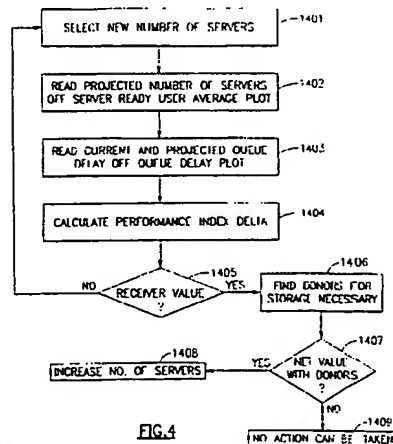 SELECT NEW NUMBER OF SERVERS
1401
READ PROJECTED NUMBER OF SERVERS
OFF SERVER READY USER AVERAGE PLOT
1402
READ CURRENT AND PROJECTED QUEUE
DELAY OFF QUEUE DELAY PLOT
1403
CALCULATE PERFORMANCE INDEX DELTA
1404
1405
NO
RECEIVER VALUE
?
YES
1406
FIND DONORS FOR
STORAGE NECESSARY
1407
1408
INCREASE NO. OF SERVERS
YES
NET VALUE
WITH DONORS
?
NO
FIG.4
1409
NO ACTION CAN BE TAKEN